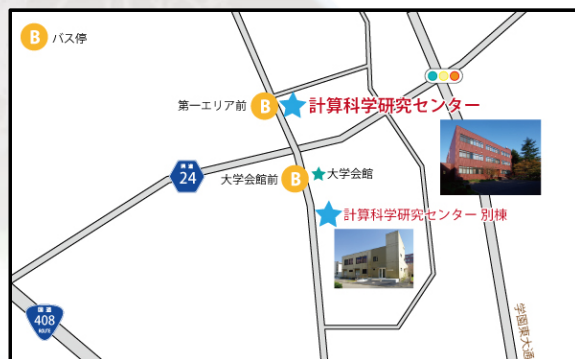 B バス停
第一エリア前 B 計算科学研究センター
県道
24
大学会館前 B 大学会館
計算科学研究センター 別棟
国道
408
ROUTE
学園東大通